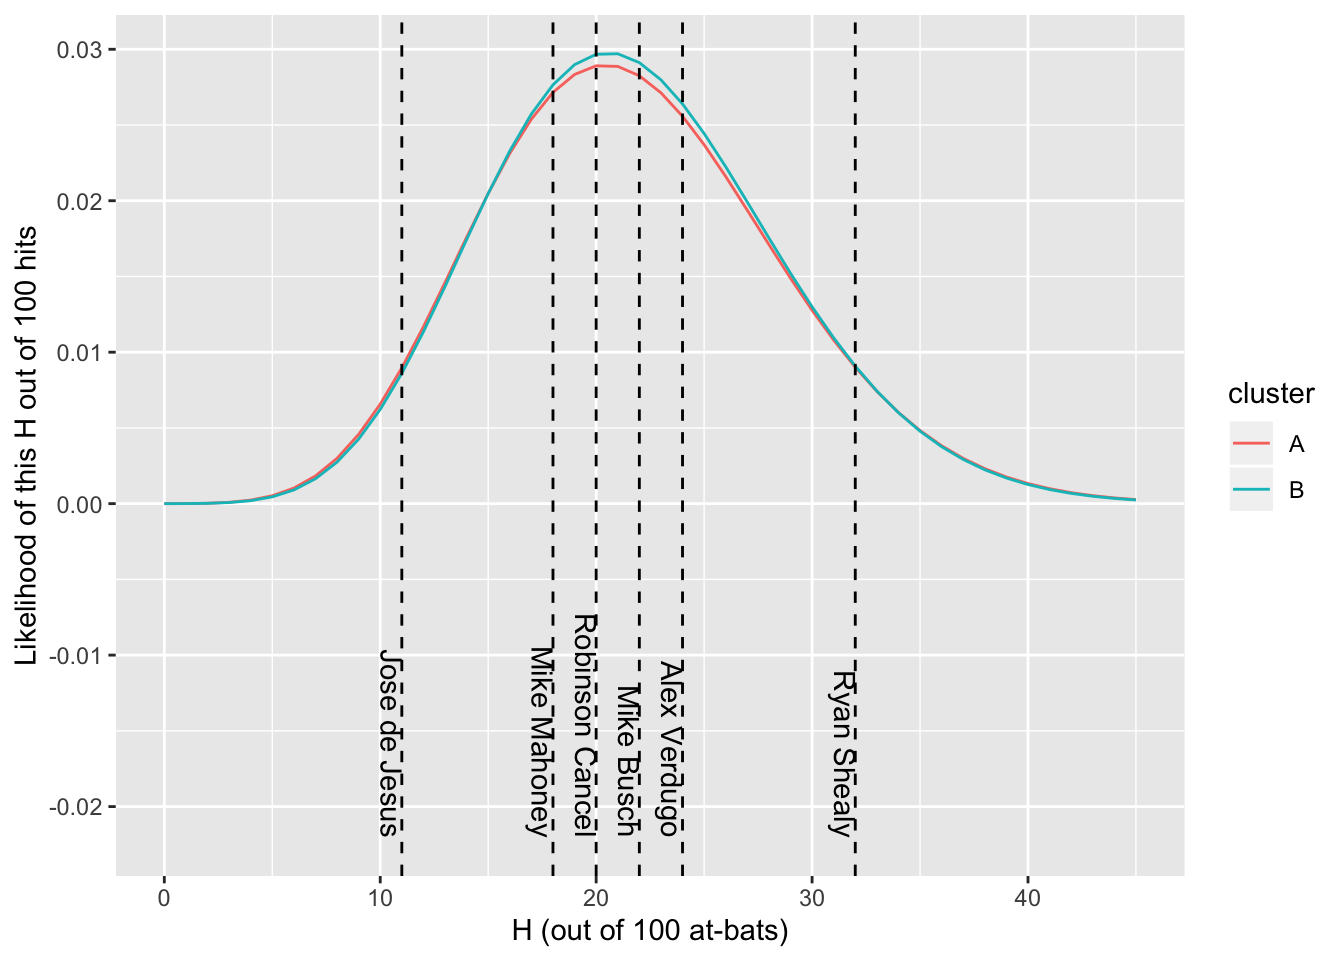 0.03
0.02
0.01
0.00
-0.01
-0.02
Likelihood of this H out of 100 hits
Jose de Jesus
Mike Mahoney
Robinson Cancel
Mike Busch
Alex Verdugo
Ryan Shealy
0 10 20 30 40
H (out of 100 at-bats)
cluster
A
B